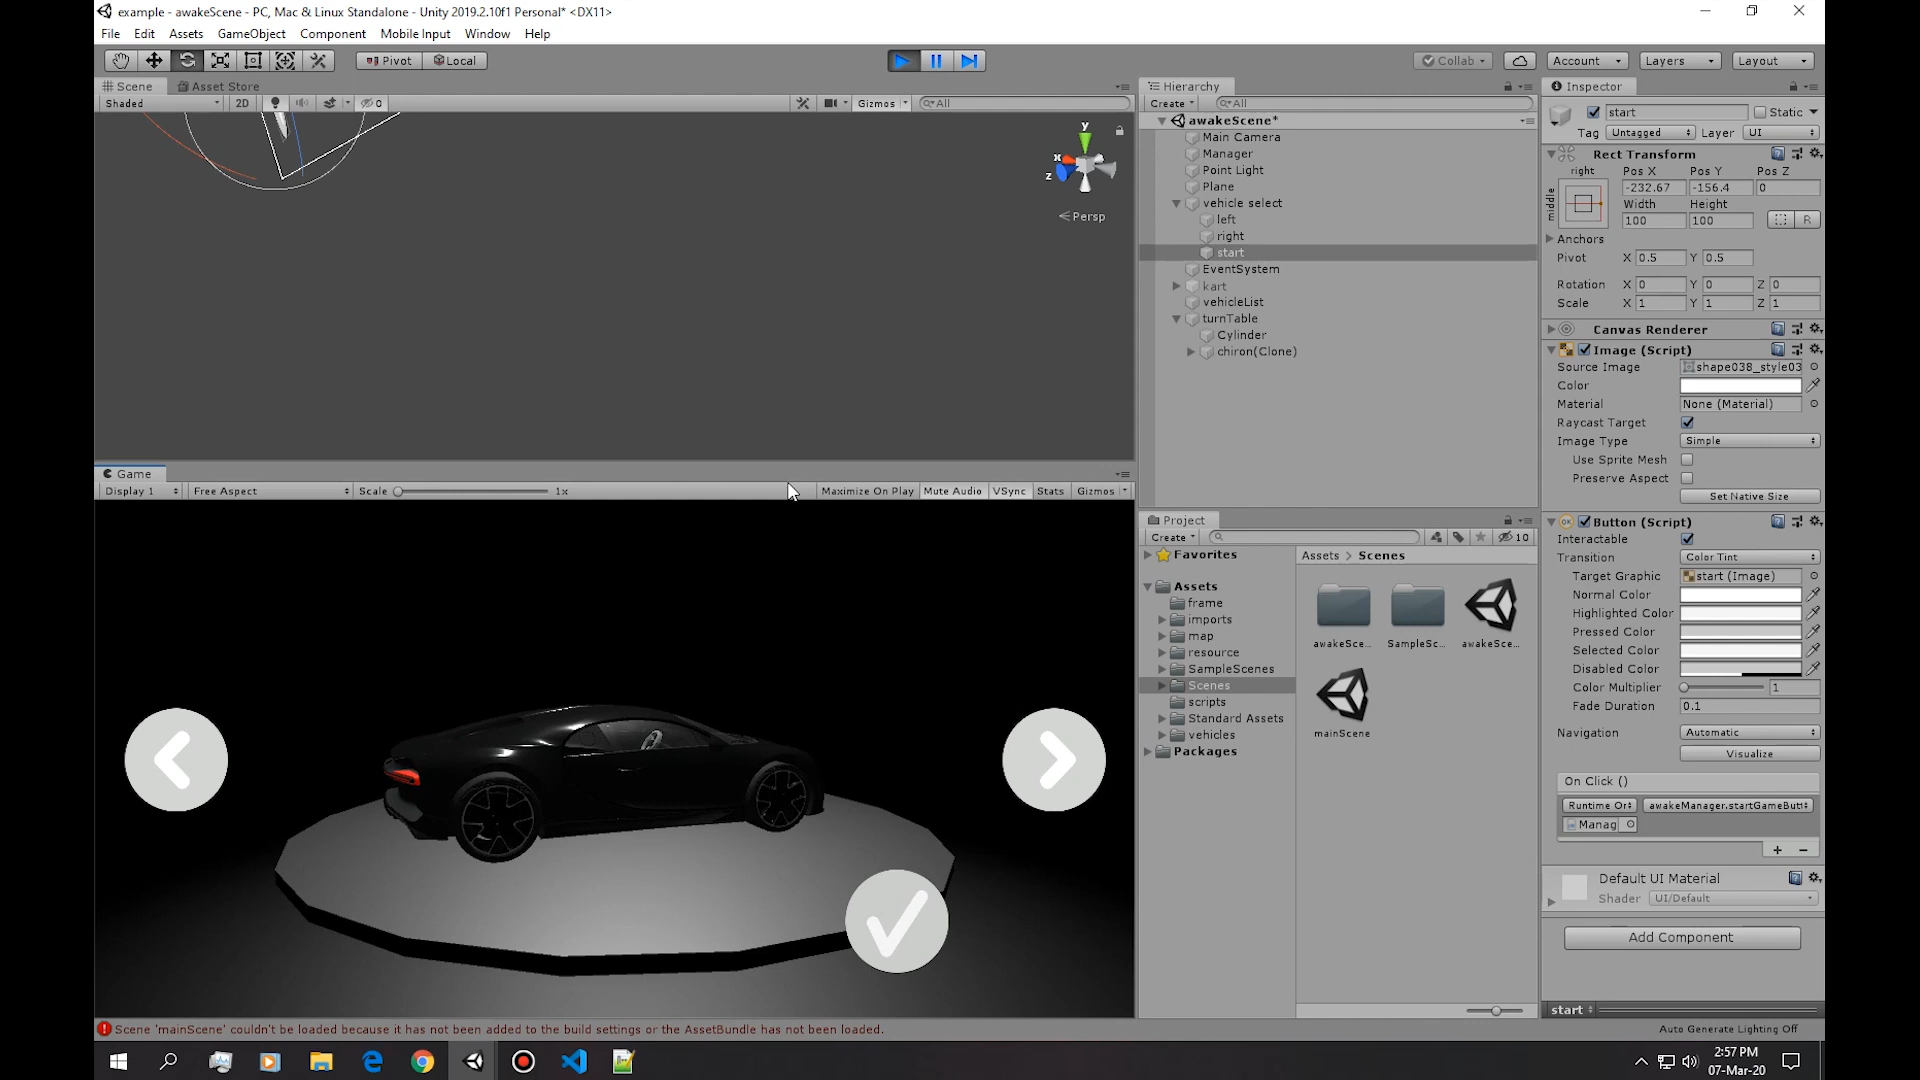 example - awakeScene - PC, Mac & Linux Standalone - Unity 2019.2.10f1 Personal* <DX11>
File Edit Assets GameObject Component Mobile Input Window Help
Pivot Local Collab Account Layers Layout
Scene Asset Store
Shaded 2D 0 Gizmos All
y
x
z
Persp
Game
Display 1 Free Aspect Scale 1x Maximize On Play Mute Audio VSync Stats Gizmos
Hierarchy
Create All
awakeScene*
Main Camera
Manager
Point Light
Plane
vehicle select
left
right
start
EventSystem
kart
vehicleList
turnTable
Cylinder
chiron(Clone)
Project
Create 10
Favorites
Assets
frame
imports
map
resource
SampleScenes
Scenes
scripts
Standard Assets
vehicles
Packages
Assets > Scenes
awakeSce...
SampleSc...
awakeSce...
mainScene
Inspector
start Static
Tag Untagged Layer UI
Rect Transform
right Pos X Pos Y Pos Z
middle
-232.67 -156.4 0
Width Height
100 100 R
Anchors
Pivot X 0.5 Y 0.5
Rotation X 0 Y 0 Z 0
Scale X 1 Y 1 Z 1
Canvas Renderer
Image (Script)
Source Image shape038_style03
Color
Material None (Material)
Raycast Target
Image Type Simple
Use Sprite Mesh
Preserve Aspect
Set Native Size
Button (Script)
Interactable
Transition Color Tint
Target Graphic start (Image)
Normal Color
Highlighted Color
Pressed Color
Selected Color
Disabled Color
Color Multiplier 1
Fade Duration 0.1
Navigation Automatic
Visualize
On Click ()
Runtime Or awakeManager.startGameButt
Manag
+ −
Default UI Material
Shader UI/Default
Add Component
start
Scene 'mainScene' couldn't be loaded because it has not been added to the build settings or the AssetBundle has not been loaded.
Auto Generate Lighting Off
2:57 PM
07-Mar-20